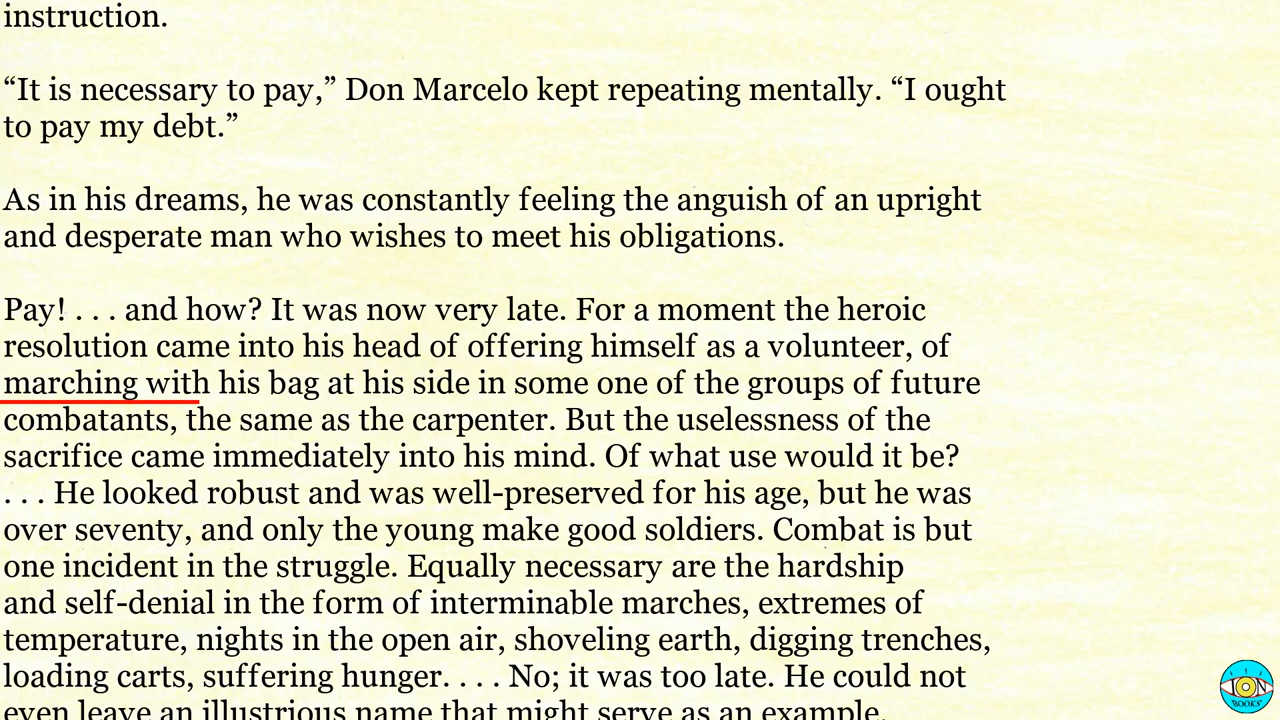 instruction.
“It is necessary to pay,” Don Marcelo kept repeating mentally. “I ought
to pay my debt.”
As in his dreams, he was constantly feeling the anguish of an upright
and desperate man who wishes to meet his obligations.
Pay! . . . and how? It was now very late. For a moment the heroic
resolution came into his head of offering himself as a volunteer, of
marching with his bag at his side in some one of the groups of future
combatants, the same as the carpenter. But the uselessness of the
sacrifice came immediately into his mind. Of what use would it be?
. . . He looked robust and was well-preserved for his age, but he was
over seventy, and only the young make good soldiers. Combat is but
one incident in the struggle. Equally necessary are the hardship
and self-denial in the form of interminable marches, extremes of
temperature, nights in the open air, shoveling earth, digging trenches,
loading carts, suffering hunger. . . . No; it was too late. He could not
even leave an illustrious name that might serve as an example.
ION
BOOKS